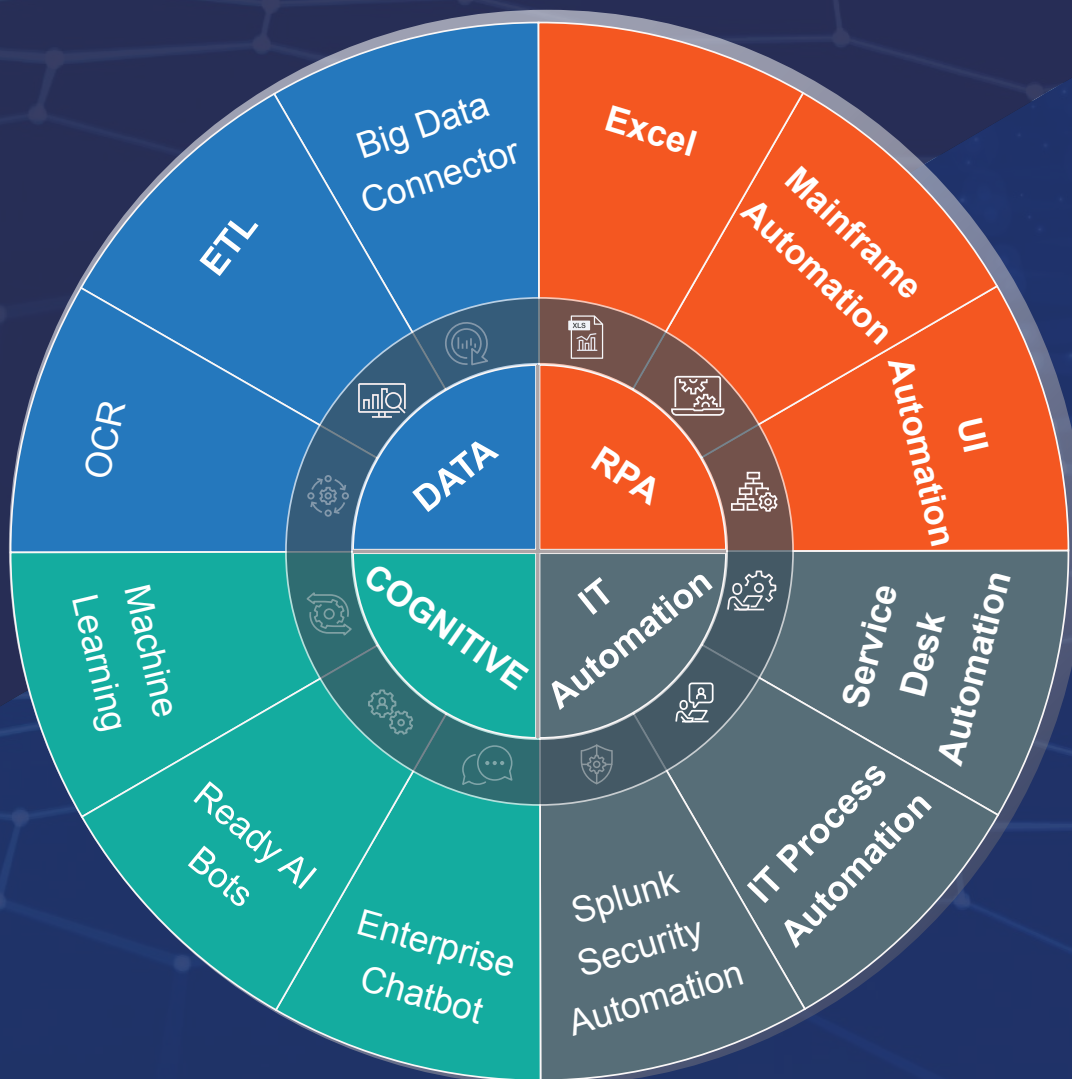 Big Data
Connector
Excel
Mainframe
Automation
UI
Automation
ETL
OCR
XLS
DATA
RPA
COGNITIVE
IT
Automation
Machine
Learning
Service
Desk
Automation
Ready AI
Bots
IT Process
Automation
Enterprise
Chatbot
Splunk
Security
Automation